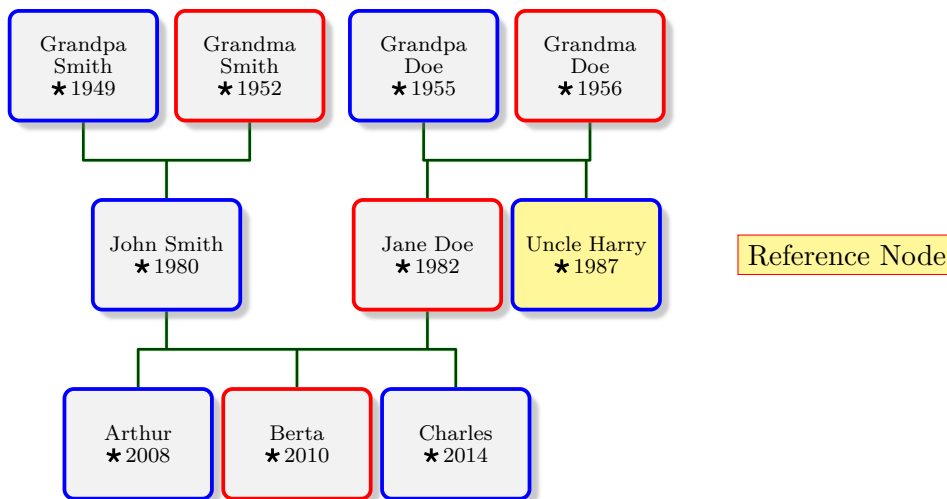 Grandpa
Smith
★1949
Grandma
Smith
★1952
Grandpa
Doe
★1955
Grandma
Doe
★1956
John Smith
★1980
Jane Doe
★1982
Uncle Harry
★1987
Reference Node
Arthur
★2008
Berta
★2010
Charles
★2014